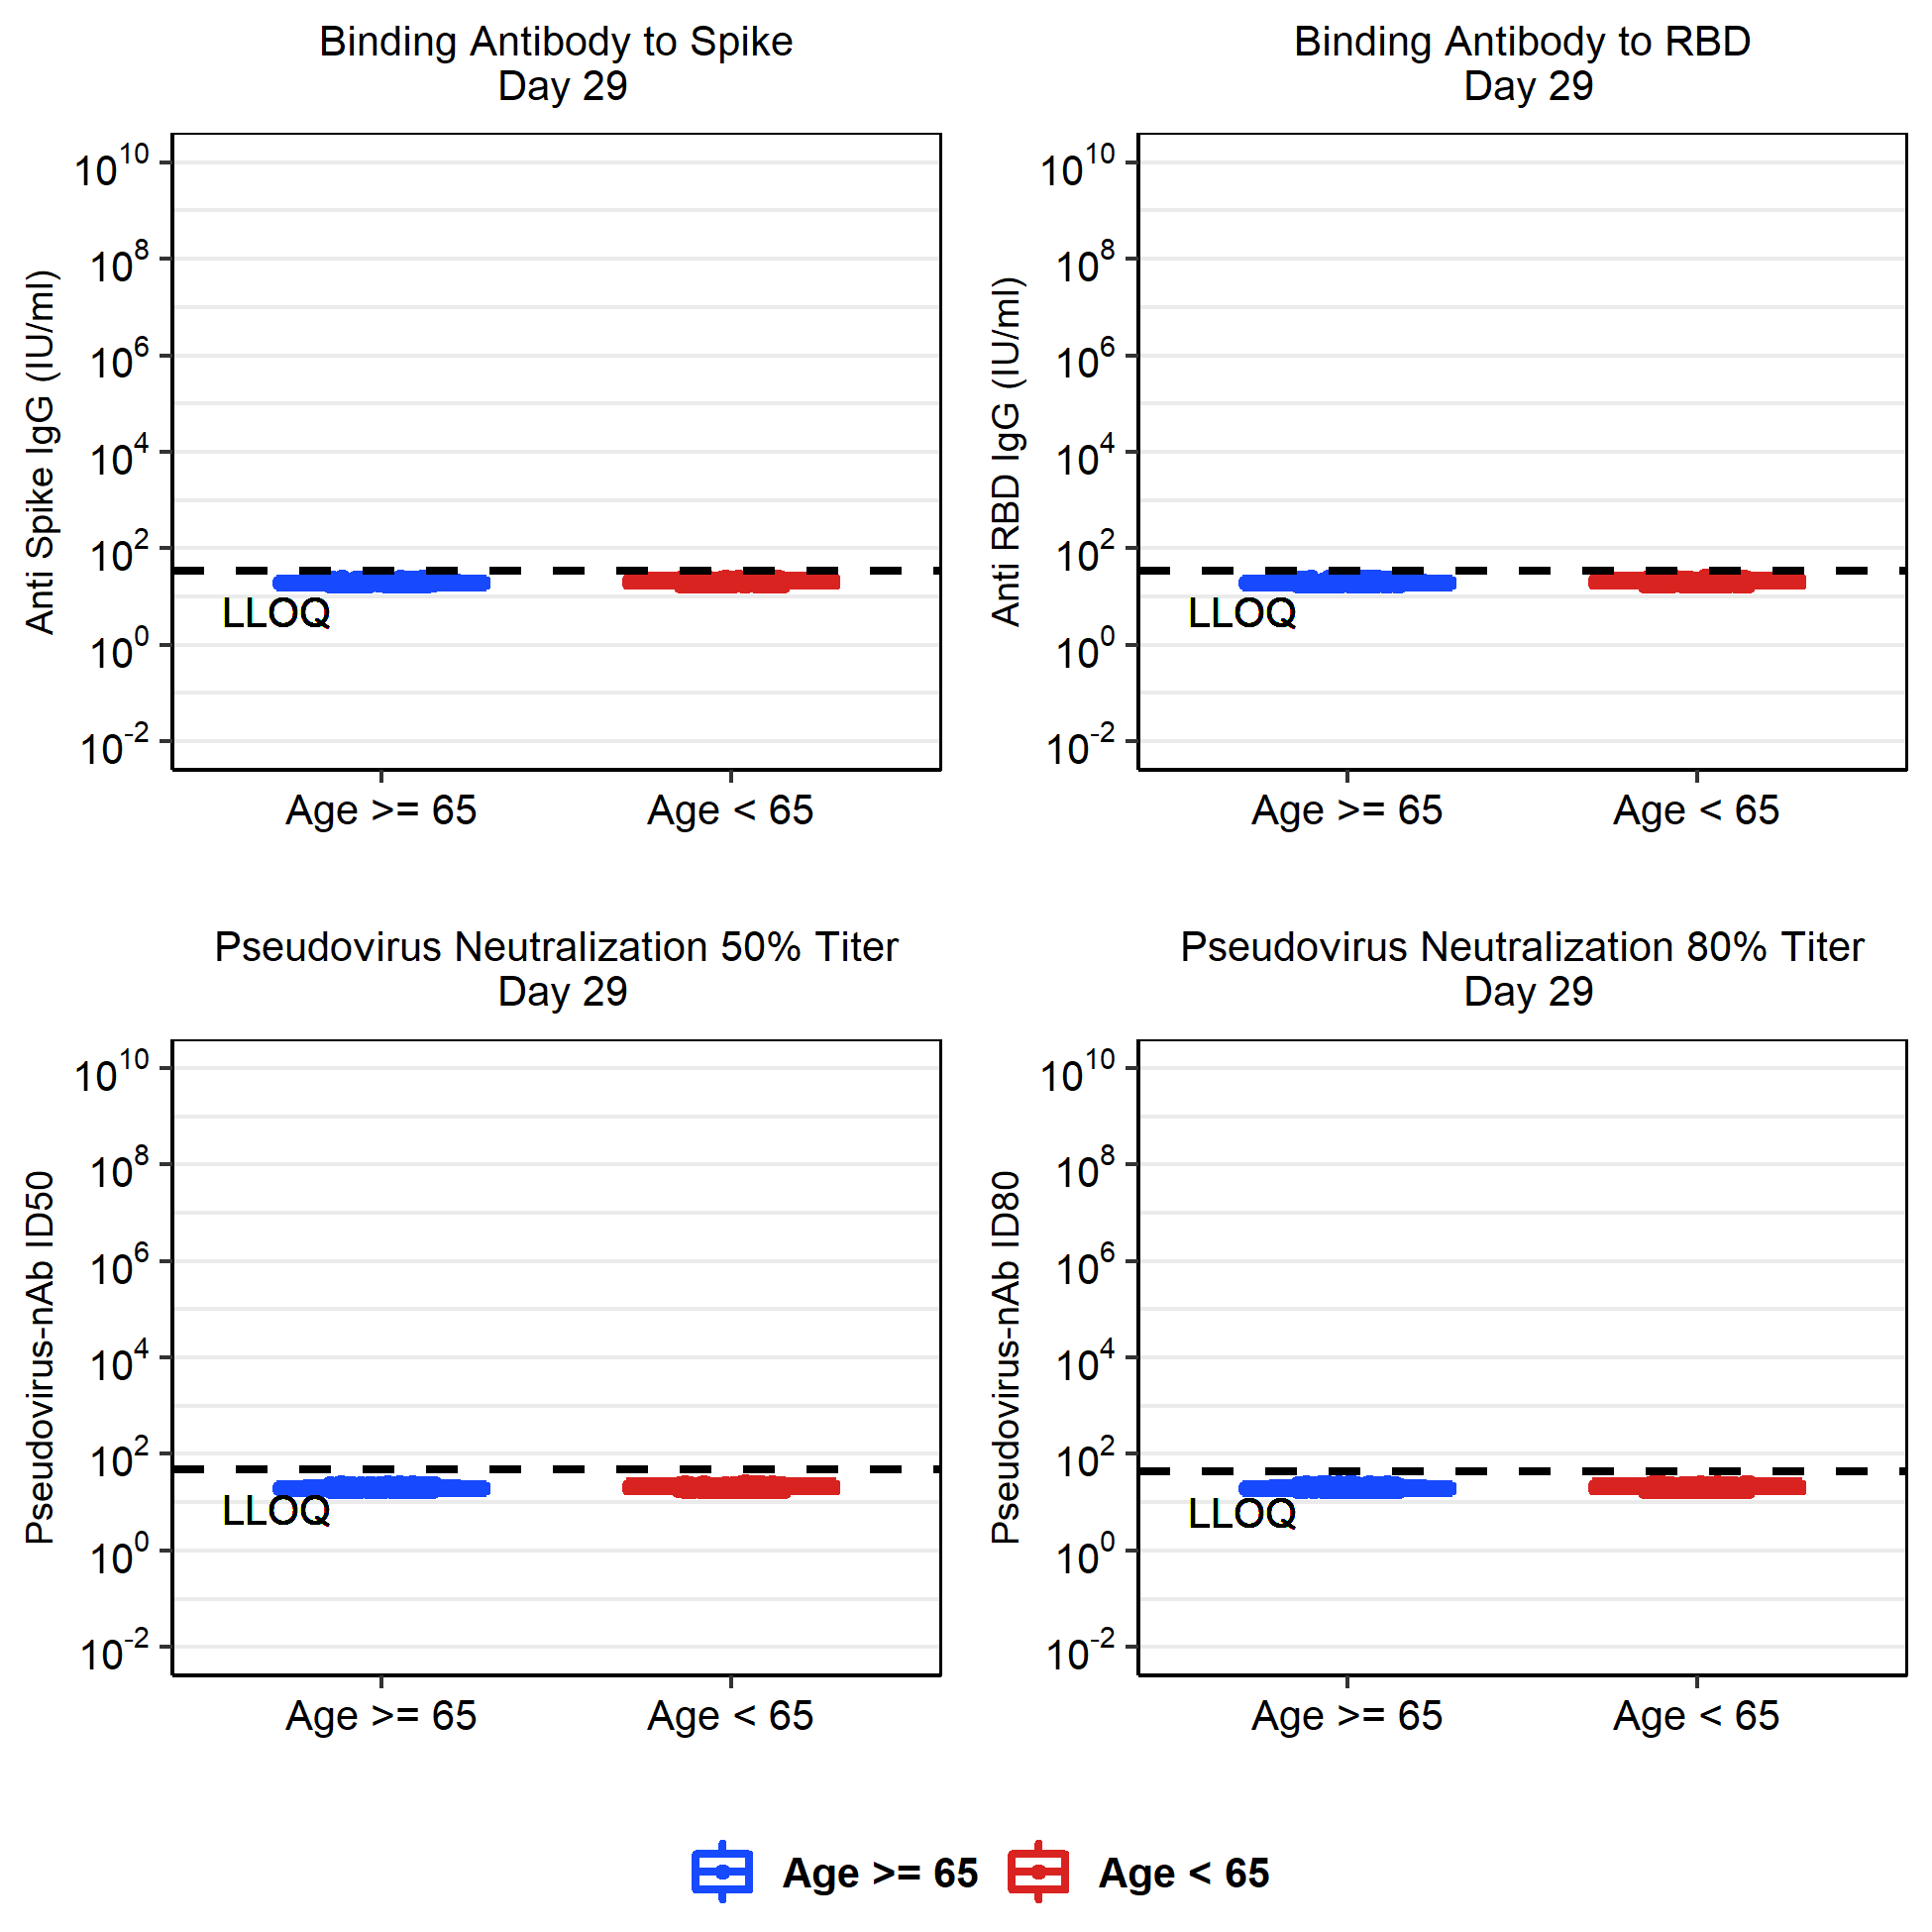 Binding Antibody to Spike
Day 29
Anti Spike IgG (IU/ml)
10^10
10^8
10^6
10^4
10^2
10^0
10^-2
LLOQ
Age >= 65
Age < 65
Binding Antibody to RBD
Day 29
Anti RBD IgG (IU/ml)
10^10
10^8
10^6
10^4
10^2
10^0
10^-2
LLOQ
Age >= 65
Age < 65
Pseudovirus Neutralization 50% Titer
Day 29
Pseudovirus-nAb ID50
10^10
10^8
10^6
10^4
10^2
10^0
10^-2
LLOQ
Age >= 65
Age < 65
Pseudovirus Neutralization 80% Titer
Day 29
Pseudovirus-nAb ID80
10^10
10^8
10^6
10^4
10^2
10^0
10^-2
LLOQ
Age >= 65
Age < 65
Age >= 65
Age < 65